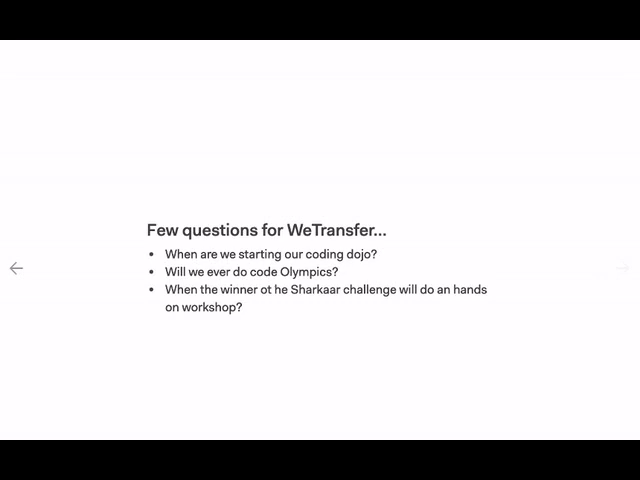 Few questions for WeTransfer...
• When are we starting our coding dojo?
• Will we ever do code Olympics?
• When the winner ot he Sharkaar challenge will do an hands
on workshop?